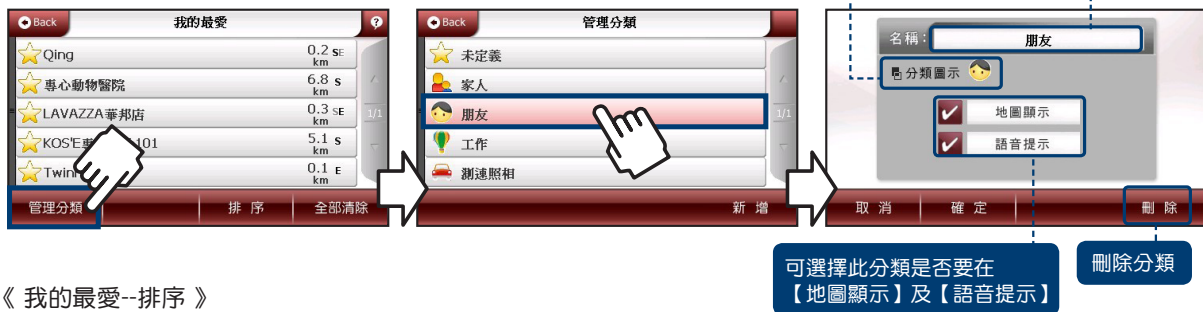 Back 我的最愛 ?
Qing 0.2 SE km
專心動物醫院 6.8 S km
LAVAZZA華邦店 0.3 SE km
KOS'E 101 5.1 S km
Twin 0.1 E km
1/1
管理分類 排 序 全部清除
Back 管理分類
未定義
家人
朋友
工作
測速照相
1/1
新 增
名稱： 朋友
分類圖示
地圖顯示
語音提示
取 消 確 定 刪 除
可選擇此分類是否要在
【地圖顯示】及【語音提示】
刪除分類
《 我的最愛--排序 》